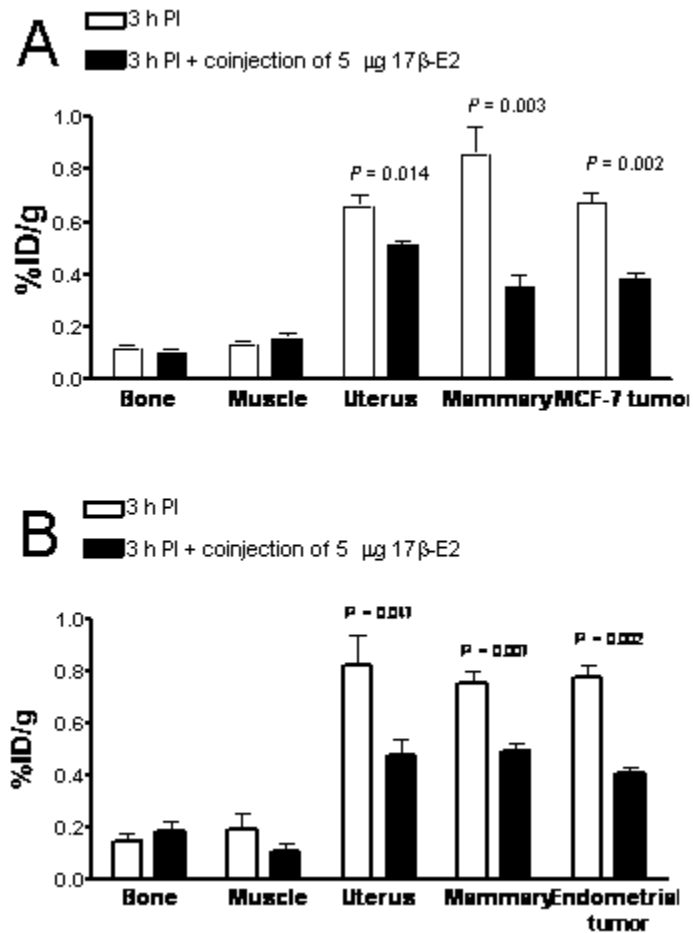 A
3 h PI
3 h PI + coinjection of 5 µg 17β-E2
%ID/g
1.0
0.8
0.6
0.4
0.2
0.0
P = 0.014
P = 0.003
P = 0.002
Bone
Muscle
Uterus
Mammary
MCF-7 tumor
B
3 h PI
3 h PI + coinjection of 5 µg 17β-E2
%ID/g
1.0
0.8
0.6
0.4
0.2
0.0
P =
P =
P = 0.002
Bone
Muscle
Uterus
Mammary
Endometrial
tumor